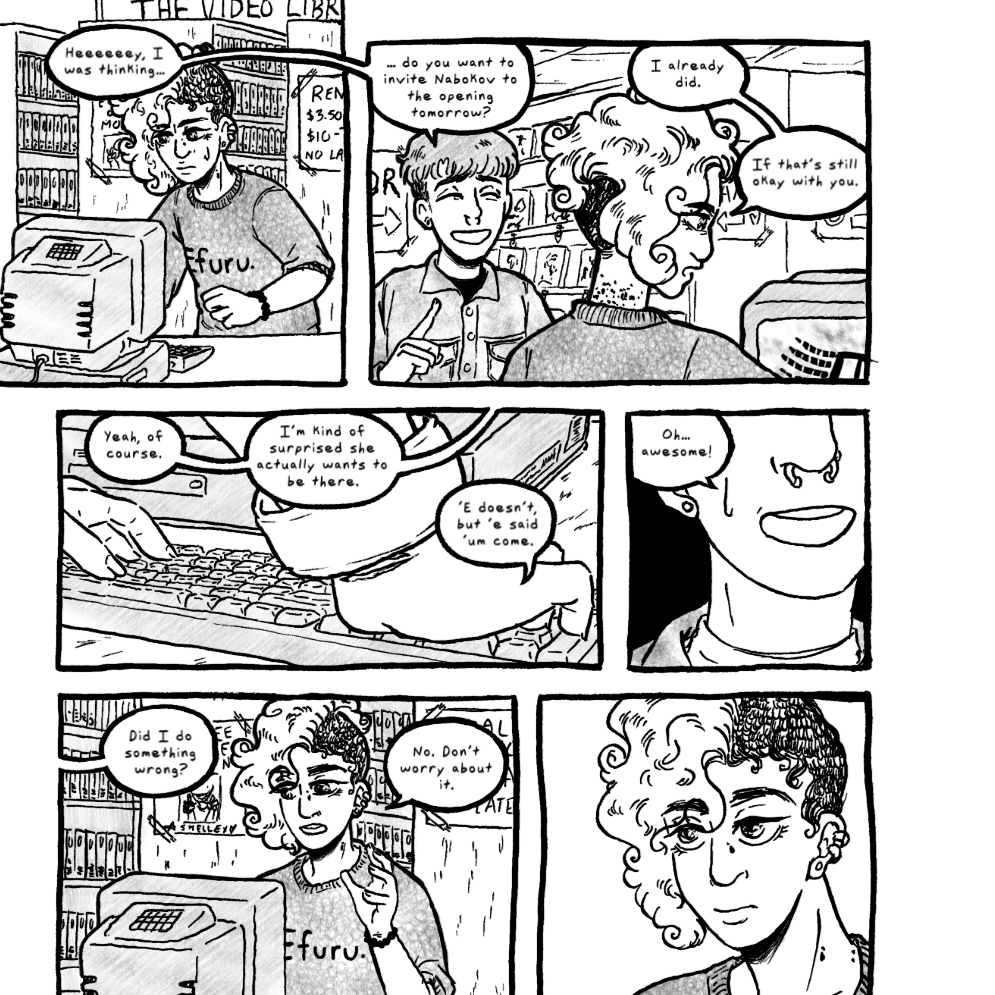 THE VIDEO LIBR
Heeeeeey, I
was thinking...
MO
REN
$3.50
$10-
NO LA
Efuru.
... do you want to
invite Nabokov to
the opening
tomorrow?
I already
did.
If that's still
okay with you.
OR
Yeah, of
course.
I'm kind of
surprised she
actually wants to
be there.
'E doesn't,
but 'e said
'um come.
Oh...
awesome!
Did I do
something
wrong?
No. Don't
worry about
it.
SHELLEY
LATE
Efuru.